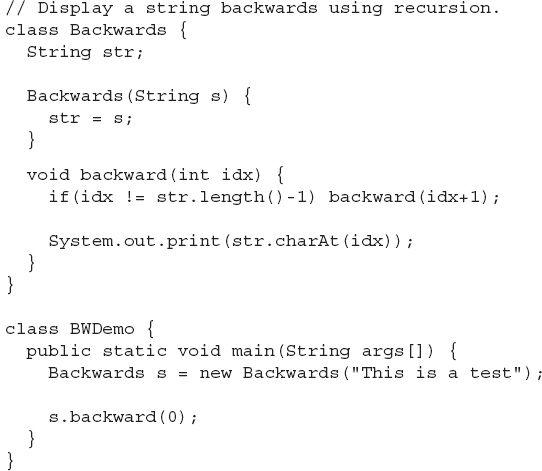 // Display a string backwards using recursion.
class Backwards {
  String str;

  Backwards(String s) {
    str = s;
  }

  void backward(int idx) {
    if(idx != str.length()-1) backward(idx+1);

    System.out.print(str.charAt(idx));
  }
}

class BWDemo {
  public static void main(String args[]) {
    Backwards s = new Backwards("This is a test");

    s.backward(0);
  }
}